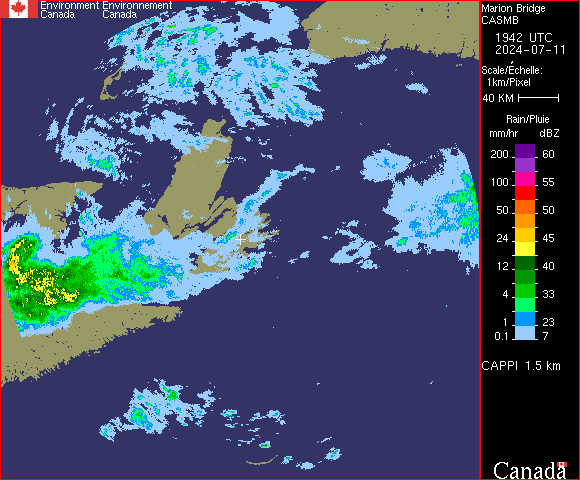 Environment Environnement
Canada Canada
Marion Bridge
CASMB
1942 UTC
2024-07-11
Scale/Échelle:
1km/Pixel
40 KM
Rain/Pluie
mm/hr dBZ
200 60
100 55
50 50
24 45
12 40
4 33
1 23
0.1 7
CAPPI 1.5 km
Canada